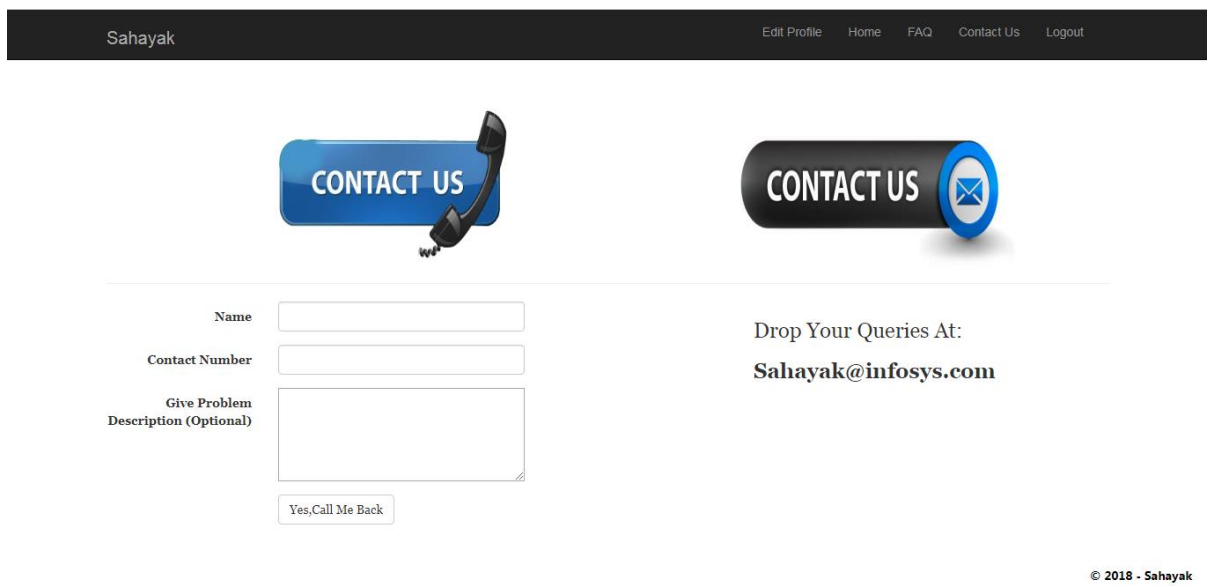 Sahayak
Edit Profile Home FAQ Contact Us Logout
CONTACT US
CONTACT US
Name
Contact Number
Give Problem
Description (Optional)
Yes,Call Me Back
Drop Your Queries At:
Sahayak@infosys.com
© 2018 - Sahayak